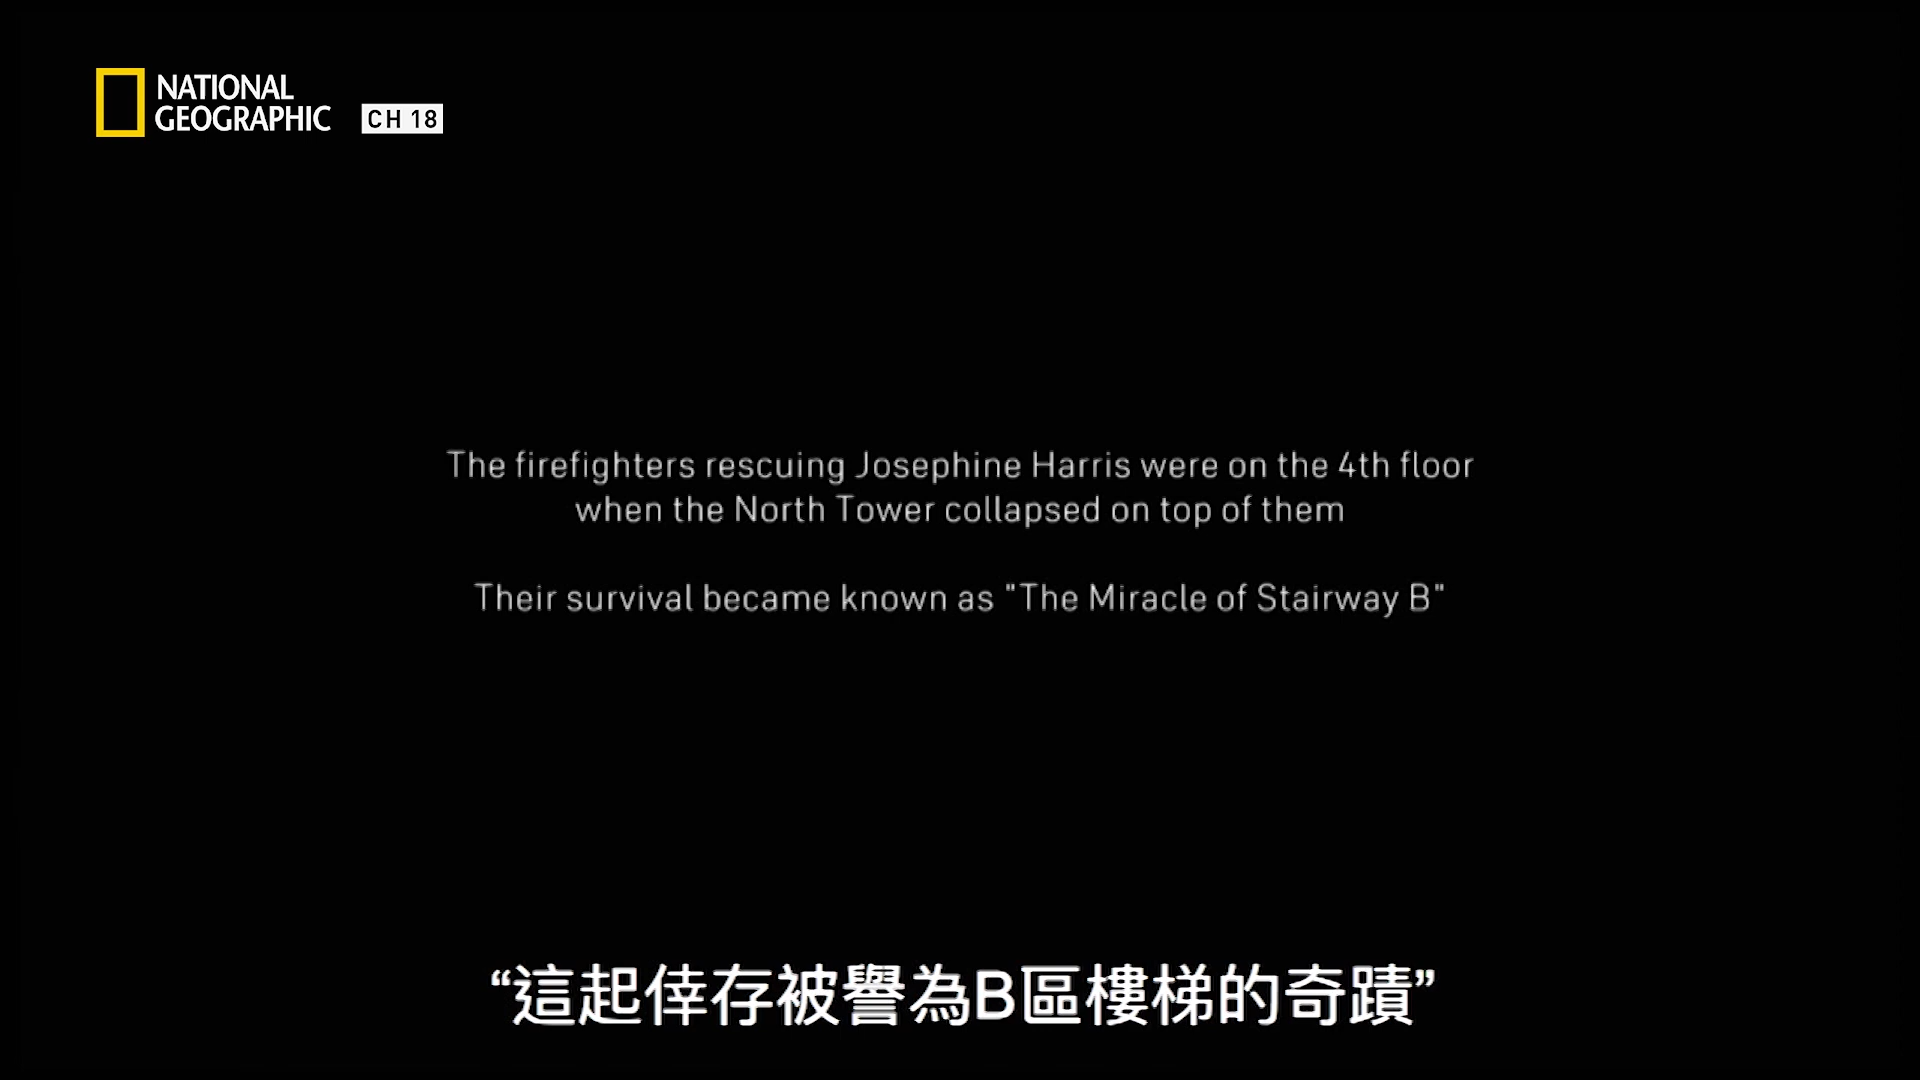 NATIONAL
GEOGRAPHIC CH 18
The firefighters rescuing Josephine Harris were on the 4th floor
when the North Tower collapsed on top of them
Their survival became known as "The Miracle of Stairway B"
“這起倖存被譽為B區樓梯的奇蹟”